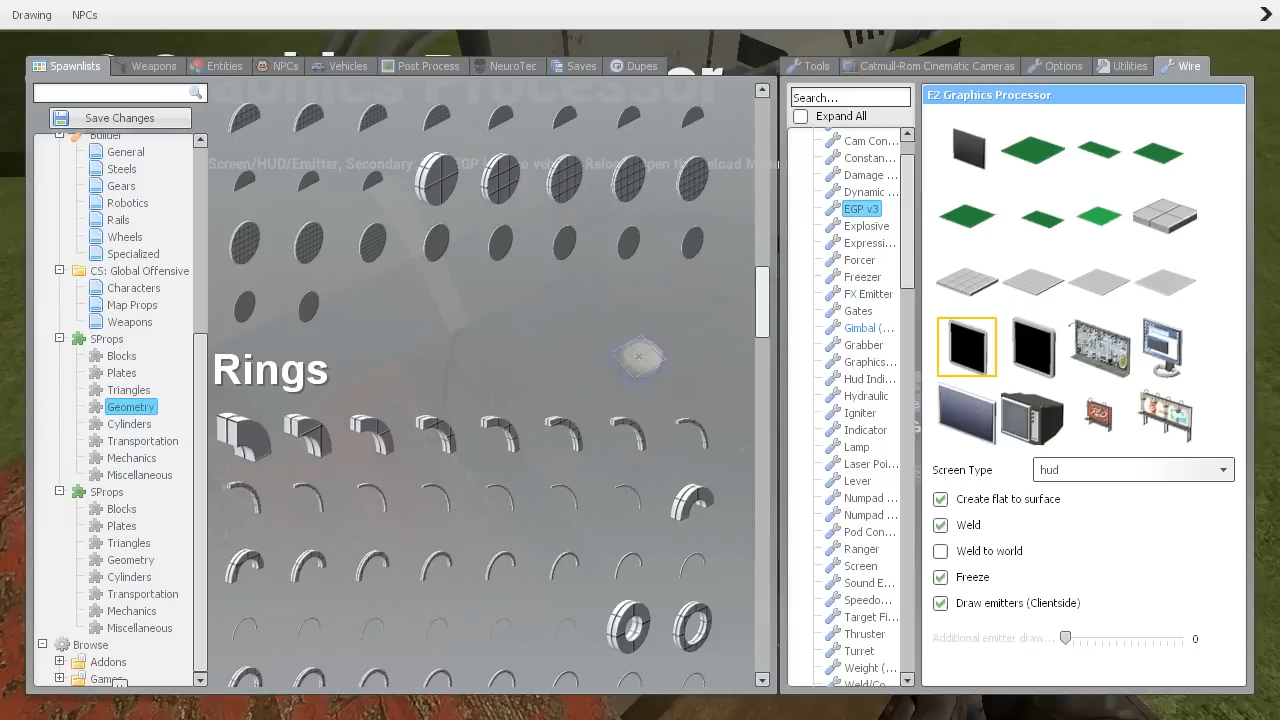 Drawing NPCs
Spawnlists Weapons Entities NPCs Vehicles Post Process NeuroTec Saves Dupes
Save Changes
Builder
General
Steels
Gears
Robotics
Rails
Wheels
Specialized
CS: Global Offensive
Characters
Map Props
Weapons
SProps
Blocks
Plates
Triangles
Geometry
Cylinders
Transportation
Mechanics
Miscellaneous
SProps
Blocks
Plates
Triangles
Geometry
Cylinders
Transportation
Mechanics
Miscellaneous
Browse
Addons
Rings
Tools Catmull-Rom Cinematic Cameras Options Utilities Wire
Search...
Expand All
Cam Con...
Constan...
Damage ...
Dynamic ...
EGP v3
Explosive
Expressi...
Forcer
Freezer
FX Emitter
Gates
Gimbal (...
Grabber
Graphics...
Hud Indi...
Hydraulic
Igniter
Indicator
Lamp
Laser Poi...
Lever
Numpad ...
Numpad ...
Pod Con...
Ranger
Screen
Sound E...
Speedo...
Target Fi...
Thruster
Turret
Weight (...
Weld/Co...
E2 Graphics Processor
Screen Type hud
Create flat to surface
Weld
Weld to world
Freeze
Draw emitters (Clientside)
Additional emitter draw... 0